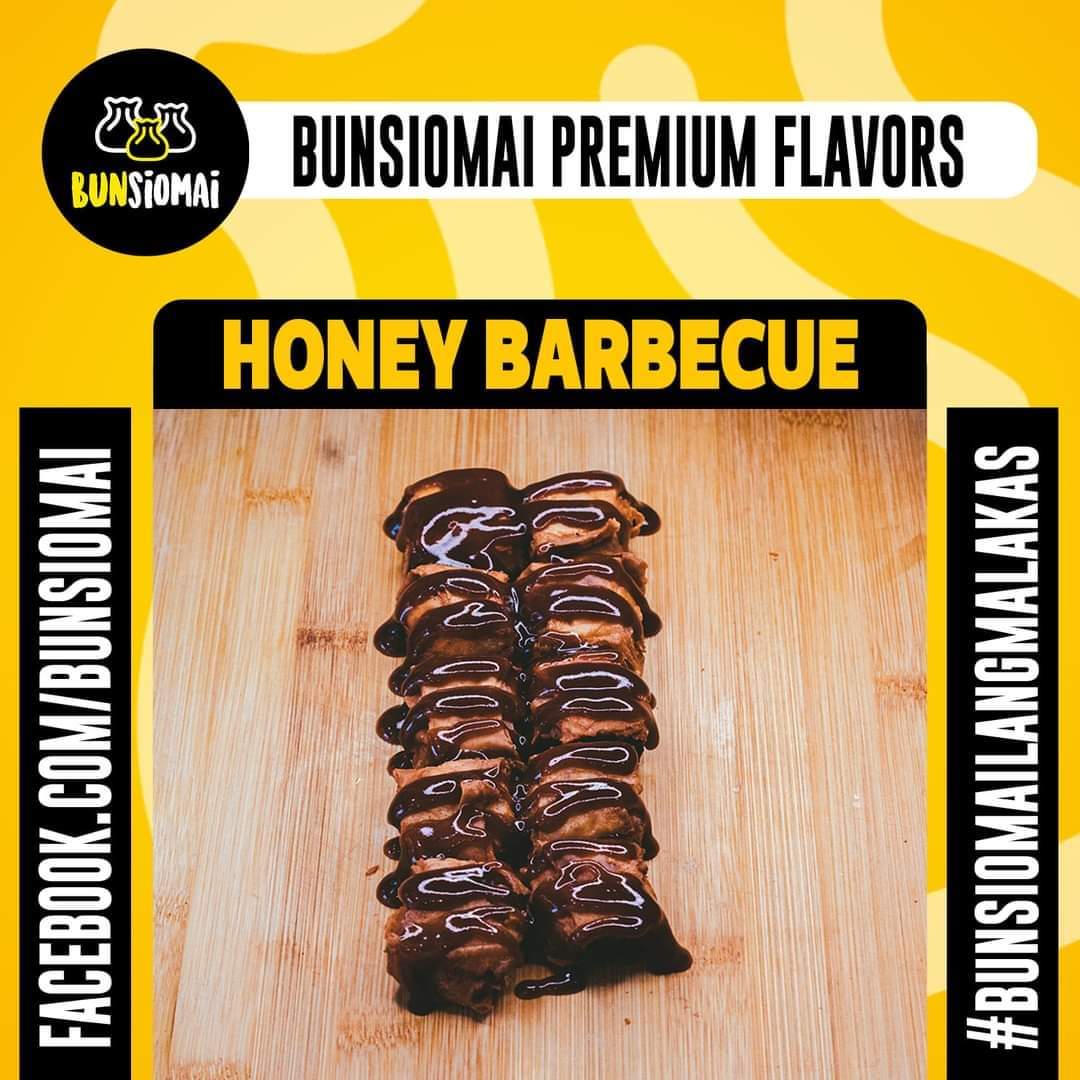 BUNSiOMAi
BUNSIOMAI PREMIUM FLAVORS
HONEY BARBECUE
FACEBOOK.COM/BUNSIOMAI
#BUNSIOMAILANGMALAKAS